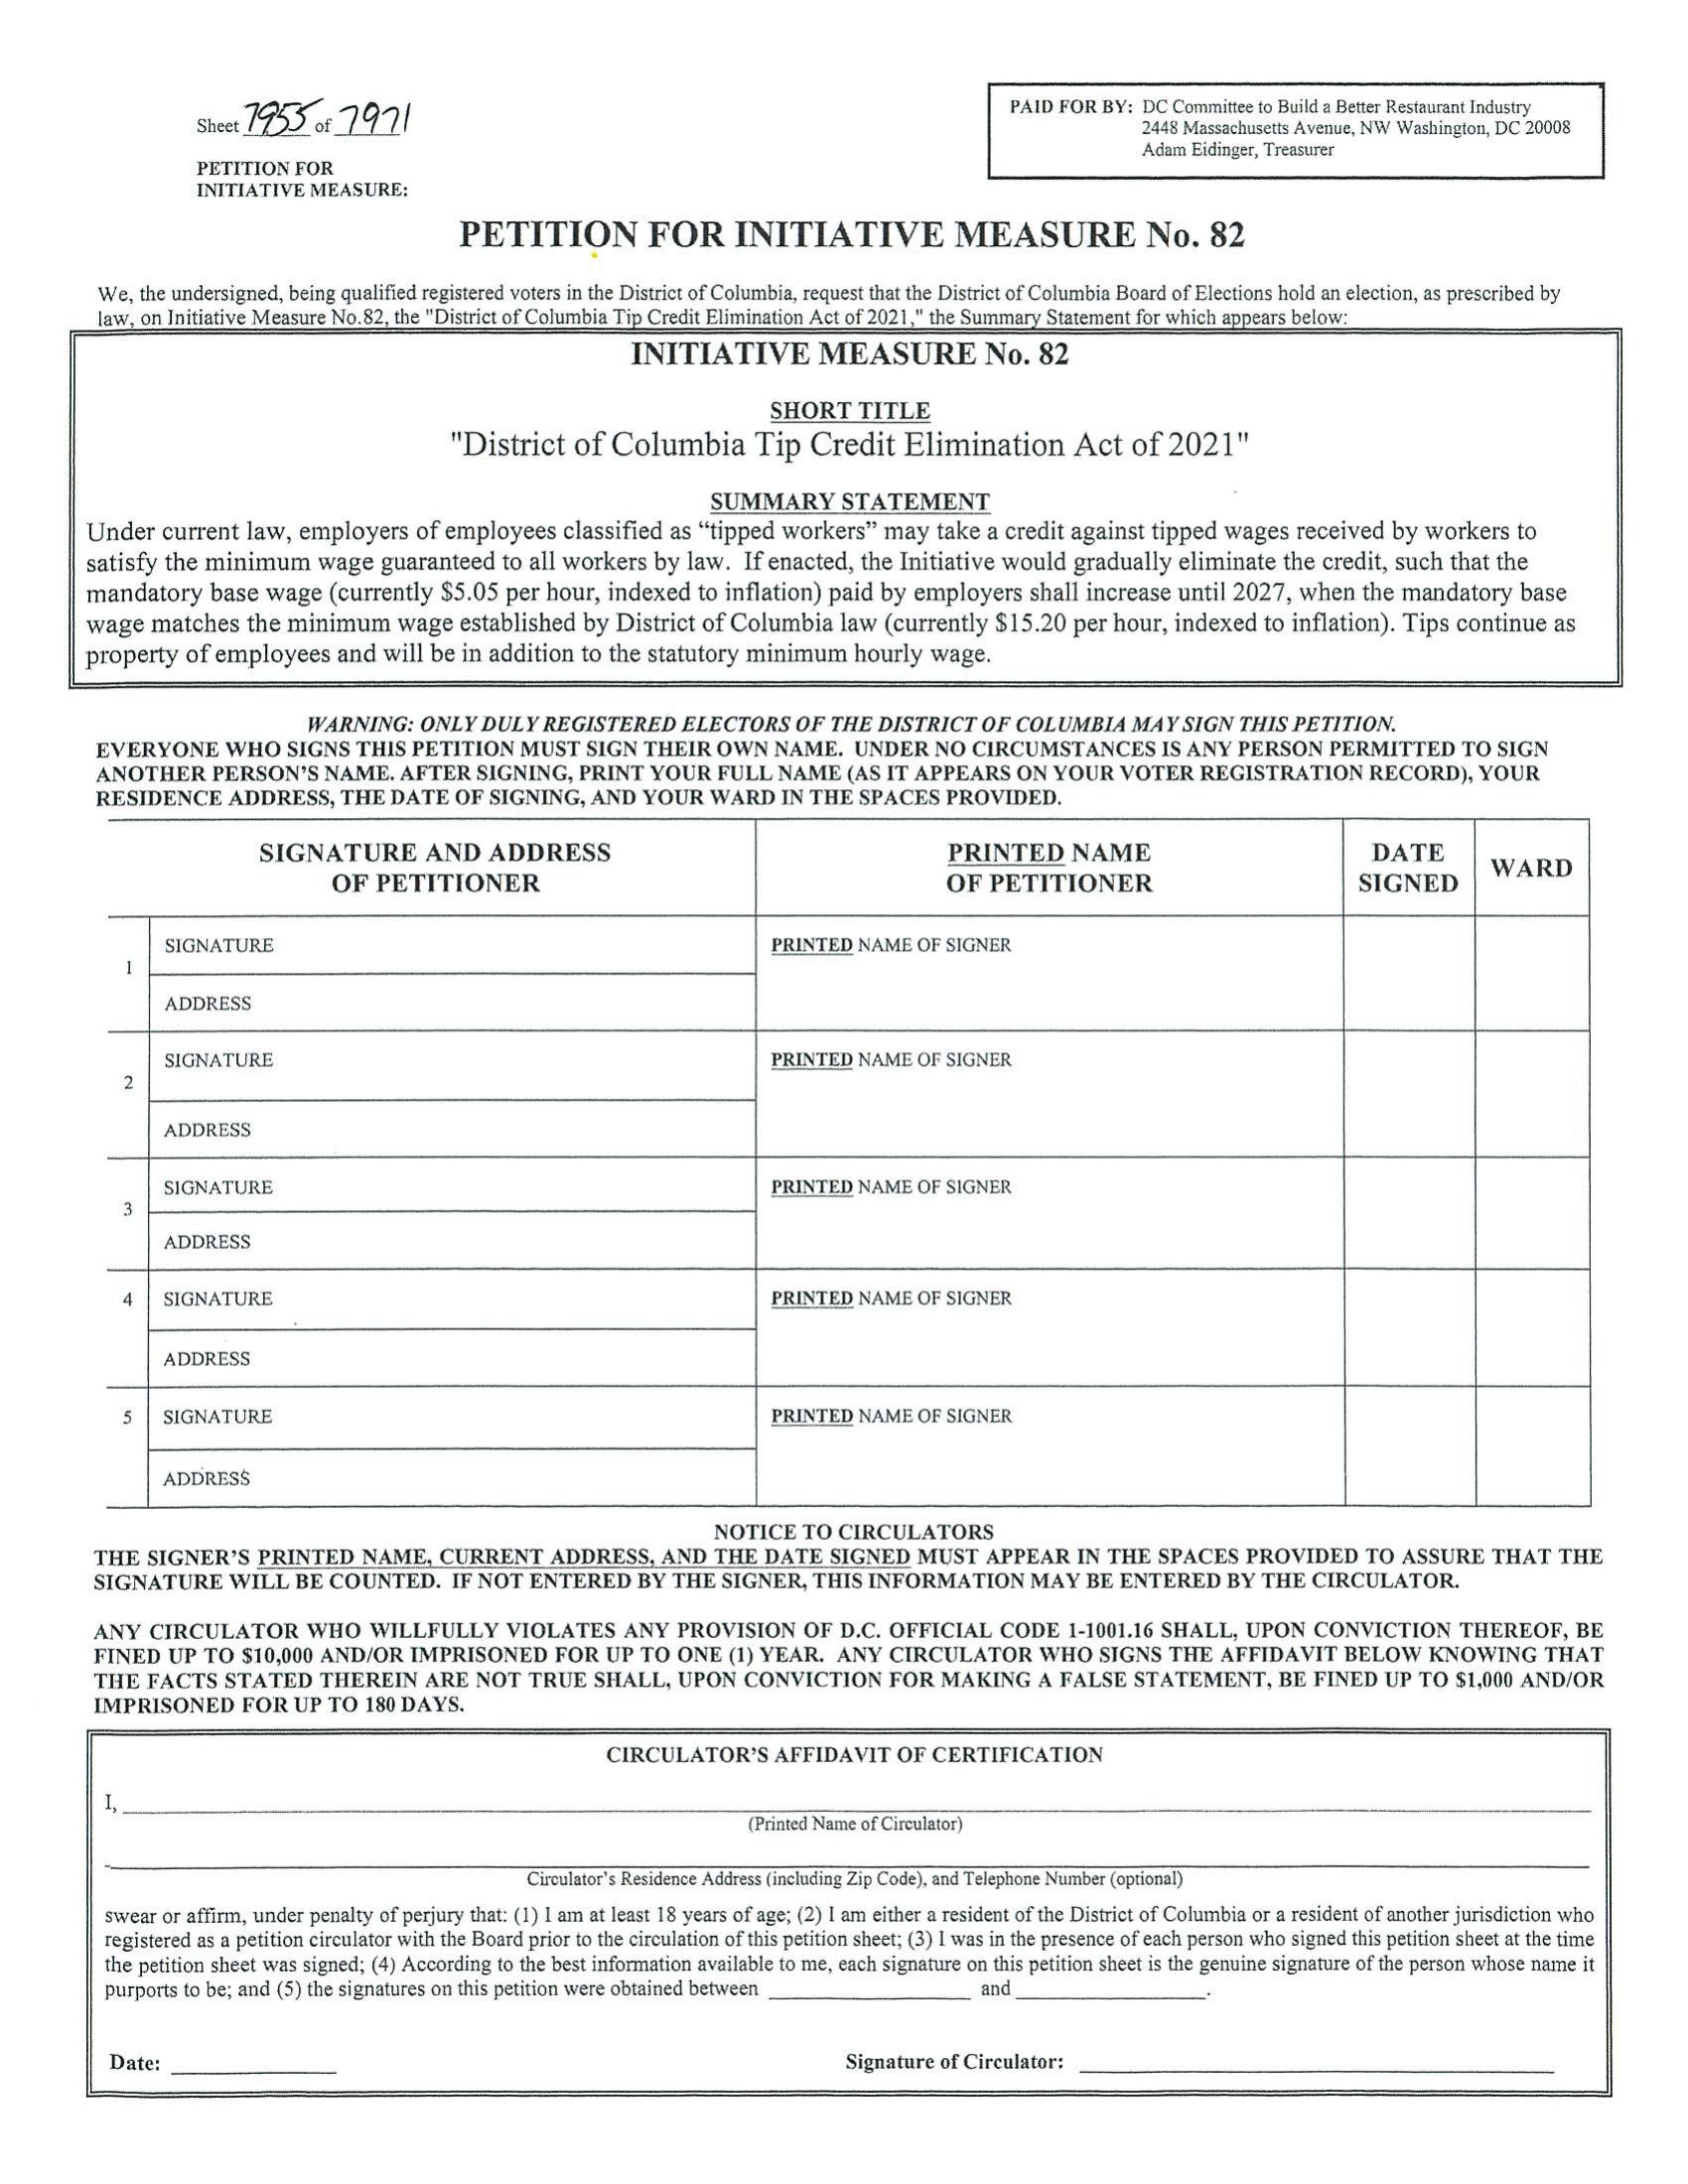 Sheet 7955 of 7971
PETITION FOR
INITIATIVE MEASURE:
PAID FOR BY: DC Committee to Build a Better Restaurant Industry
2448 Massachusetts Avenue, NW Washington, DC 20008
Adam Eidinger, Treasurer
PETITION FOR INITIATIVE MEASURE No. 82
We, the undersigned, being qualified registered voters in the District of Columbia, request that the District of Columbia Board of Elections hold an election, as prescribed by
law, on Initiative Measure No.82, the "District of Columbia Tip Credit Elimination Act of 2021," the Summary Statement for which appears below:
INITIATIVE MEASURE No. 82
SHORT TITLE
"District of Columbia Tip Credit Elimination Act of 2021"
SUMMARY STATEMENT
Under current law, employers of employees classified as “tipped workers” may take a credit against tipped wages received by workers to
satisfy the minimum wage guaranteed to all workers by law. If enacted, the Initiative would gradually eliminate the credit, such that the
mandatory base wage (currently $5.05 per hour, indexed to inflation) paid by employers shall increase until 2027, when the mandatory base
wage matches the minimum wage established by District of Columbia law (currently $15.20 per hour, indexed to inflation). Tips continue as
property of employees and will be in addition to the statutory minimum hourly wage.
WARNING: ONLY DULY REGISTERED ELECTORS OF THE DISTRICT OF COLUMBIA MAY SIGN THIS PETITION.
EVERYONE WHO SIGNS THIS PETITION MUST SIGN THEIR OWN NAME. UNDER NO CIRCUMSTANCES IS ANY PERSON PERMITTED TO SIGN
ANOTHER PERSON’S NAME. AFTER SIGNING, PRINT YOUR FULL NAME (AS IT APPEARS ON YOUR VOTER REGISTRATION RECORD), YOUR
RESIDENCE ADDRESS, THE DATE OF SIGNING, AND YOUR WARD IN THE SPACES PROVIDED.
SIGNATURE AND ADDRESS
OF PETITIONER
PRINTED NAME
OF PETITIONER
DATE
SIGNED
WARD
1
SIGNATURE
PRINTED NAME OF SIGNER
ADDRESS
2
SIGNATURE
PRINTED NAME OF SIGNER
ADDRESS
3
SIGNATURE
PRINTED NAME OF SIGNER
ADDRESS
4
SIGNATURE
PRINTED NAME OF SIGNER
ADDRESS
5
SIGNATURE
PRINTED NAME OF SIGNER
ADDRESS
NOTICE TO CIRCULATORS
THE SIGNER’S PRINTED NAME, CURRENT ADDRESS, AND THE DATE SIGNED MUST APPEAR IN THE SPACES PROVIDED TO ASSURE THAT THE
SIGNATURE WILL BE COUNTED. IF NOT ENTERED BY THE SIGNER, THIS INFORMATION MAY BE ENTERED BY THE CIRCULATOR.
ANY CIRCULATOR WHO WILLFULLY VIOLATES ANY PROVISION OF D.C. OFFICIAL CODE 1-1001.16 SHALL, UPON CONVICTION THEREOF, BE
FINED UP TO $10,000 AND/OR IMPRISONED FOR UP TO ONE (1) YEAR. ANY CIRCULATOR WHO SIGNS THE AFFIDAVIT BELOW KNOWING THAT
THE FACTS STATED THEREIN ARE NOT TRUE SHALL, UPON CONVICTION FOR MAKING A FALSE STATEMENT, BE FINED UP TO $1,000 AND/OR
IMPRISONED FOR UP TO 180 DAYS.
CIRCULATOR’S AFFIDAVIT OF CERTIFICATION
I,
(Printed Name of Circulator)
Circulator’s Residence Address (including Zip Code), and Telephone Number (optional)
swear or affirm, under penalty of perjury that: (1) I am at least 18 years of age; (2) I am either a resident of the District of Columbia or a resident of another jurisdiction who
registered as a petition circulator with the Board prior to the circulation of this petition sheet; (3) I was in the presence of each person who signed this petition sheet at the time
the petition sheet was signed; (4) According to the best information available to me, each signature on this petition sheet is the genuine signature of the person whose name it
purports to be; and (5) the signatures on this petition were obtained between ____ and ____.
Date:
Signature of Circulator: